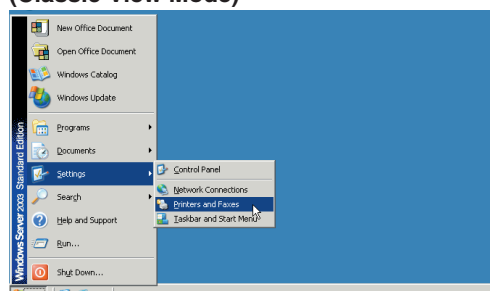 (Classic View Mode)
New Office Document
Open Office Document
Windows Catalog
Windows Update
Programs
Documents
Settings
Search
Help and Support
Run...
Shut Down...
Control Panel
Network Connections
Printers and Faxes
Taskbar and Start Menu
Windows Server 2003 Standard Edition